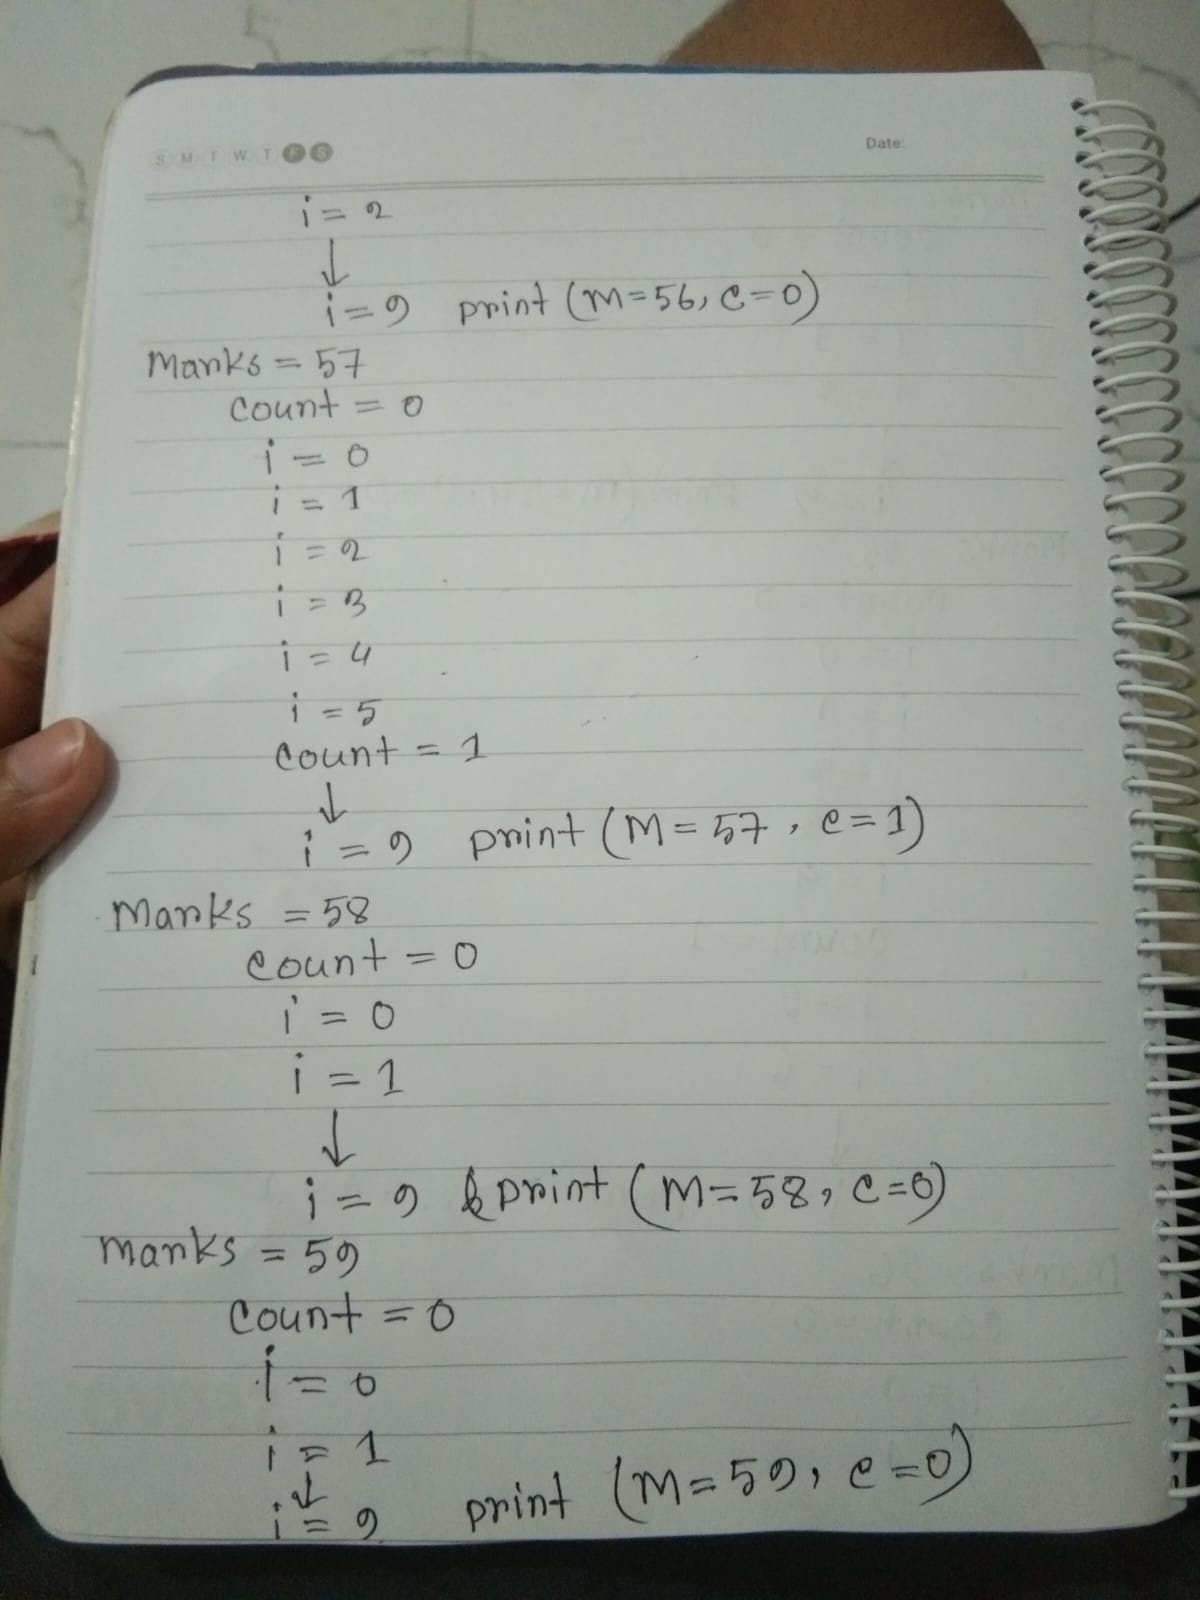 S M T W T F S Date:
i = 2
↓
i = 9 print (m=56, c=0)
Marks = 57
count = 0
i = 0
i = 1
i = 2
i = 3
i = 4
i = 5
count = 1
↓
i = 9 print (M = 57, c = 1)
Marks = 58
count = 0
i = 0
i = 1
↓
i = 9 print (M=58, c=0)
Marks = 59
count = 0
i = 0
i = 1
↓
i = 9 print (M=59, c=0)